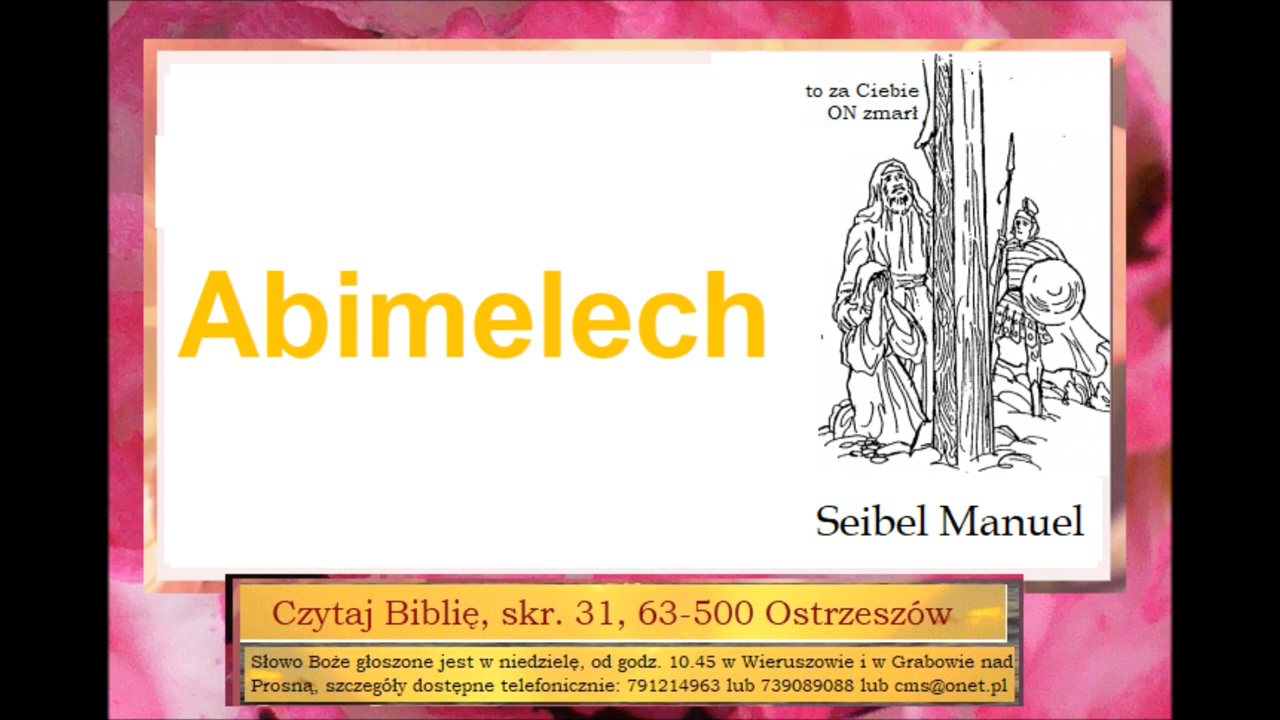 to za Ciebie
ON zmarł
Abimelech
Seibel Manuel
Czytaj Biblię, skr. 31, 63-500 Ostrzeszów
Słowo Boże głoszone jest w niedzielę, od godz. 10.45 w Wieruszowie i w Grabowie nad
Prosną, szczegóły dostępne telefonicznie: 791214963 lub 739089088 lub cms@onet.pl